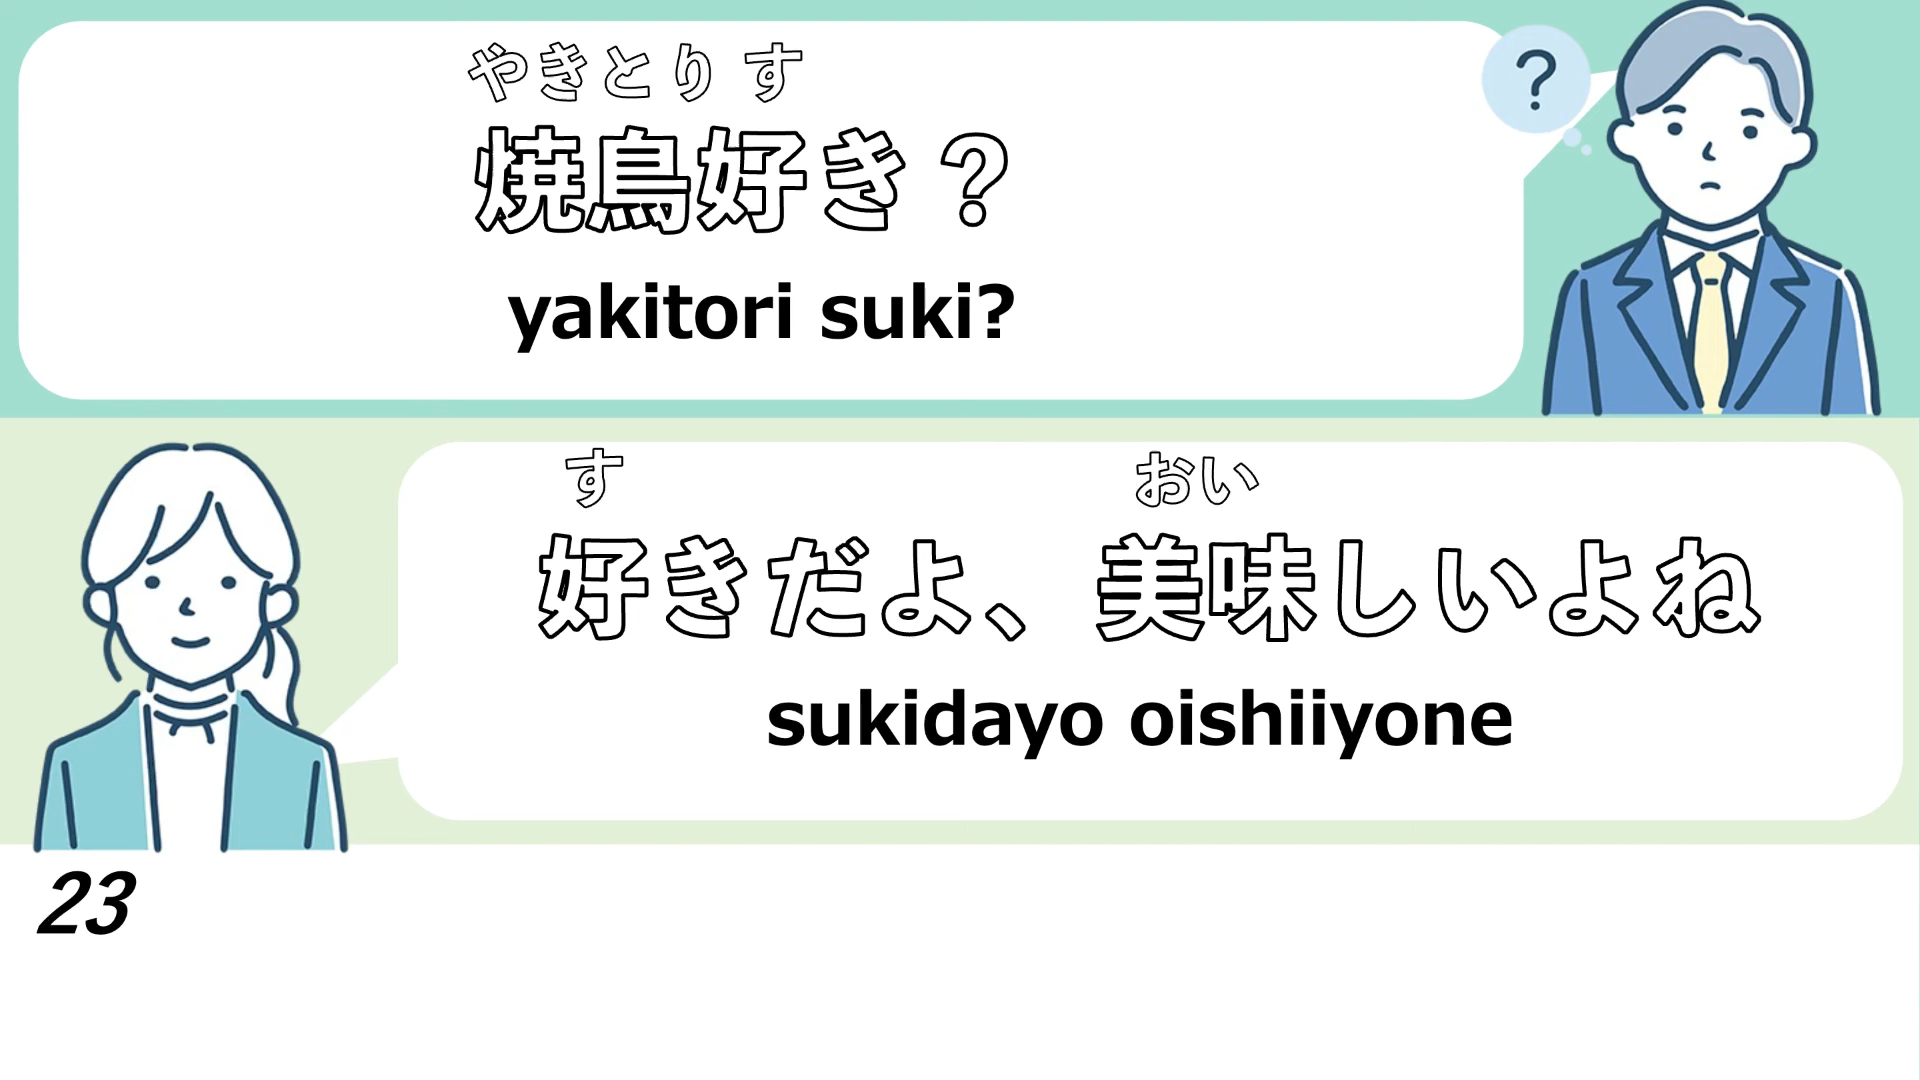 やきとり す
焼鳥好き？
yakitori suki?
?
す おい
好きだよ、美味しいよね
sukidayo oishiiyone
23